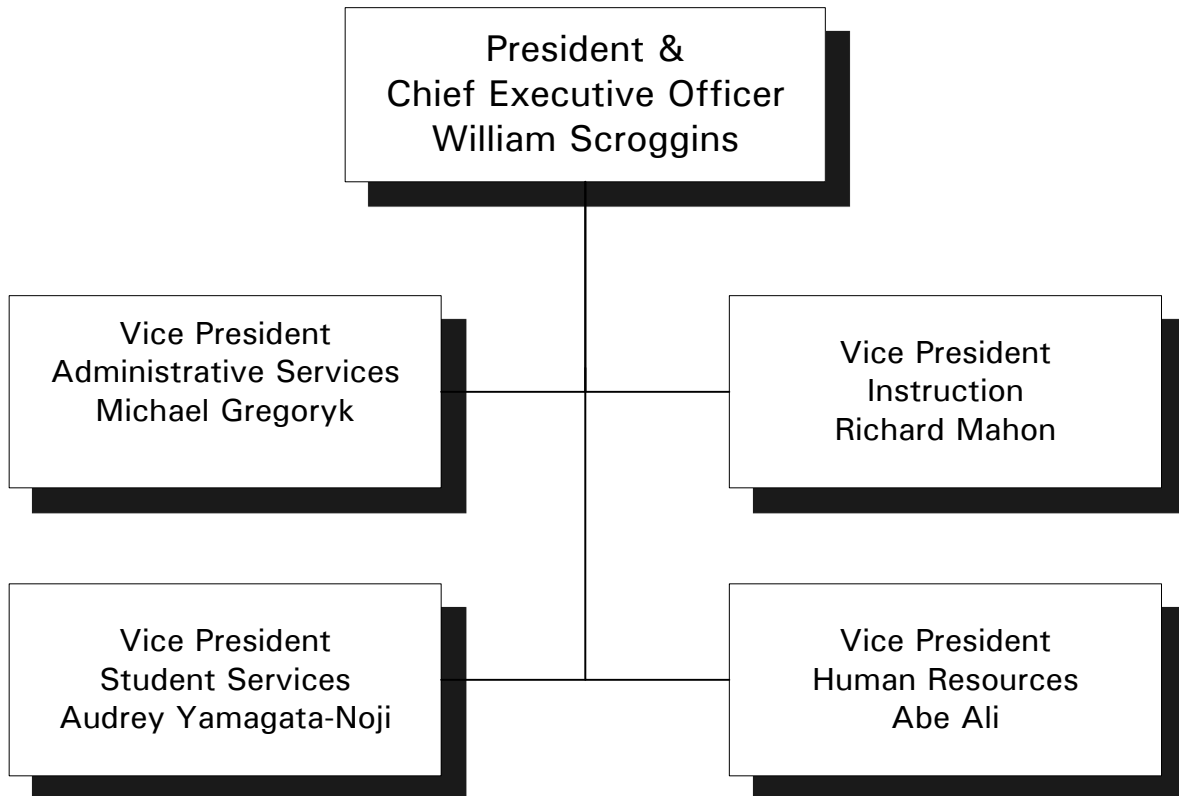 President &
Chief Executive Officer
William Scroggins
Vice President
Administrative Services
Michael Gregoryk
Vice President
Instruction
Richard Mahon
Vice President
Student Services
Audrey Yamagata-Noji
Vice President
Human Resources
Abe Ali